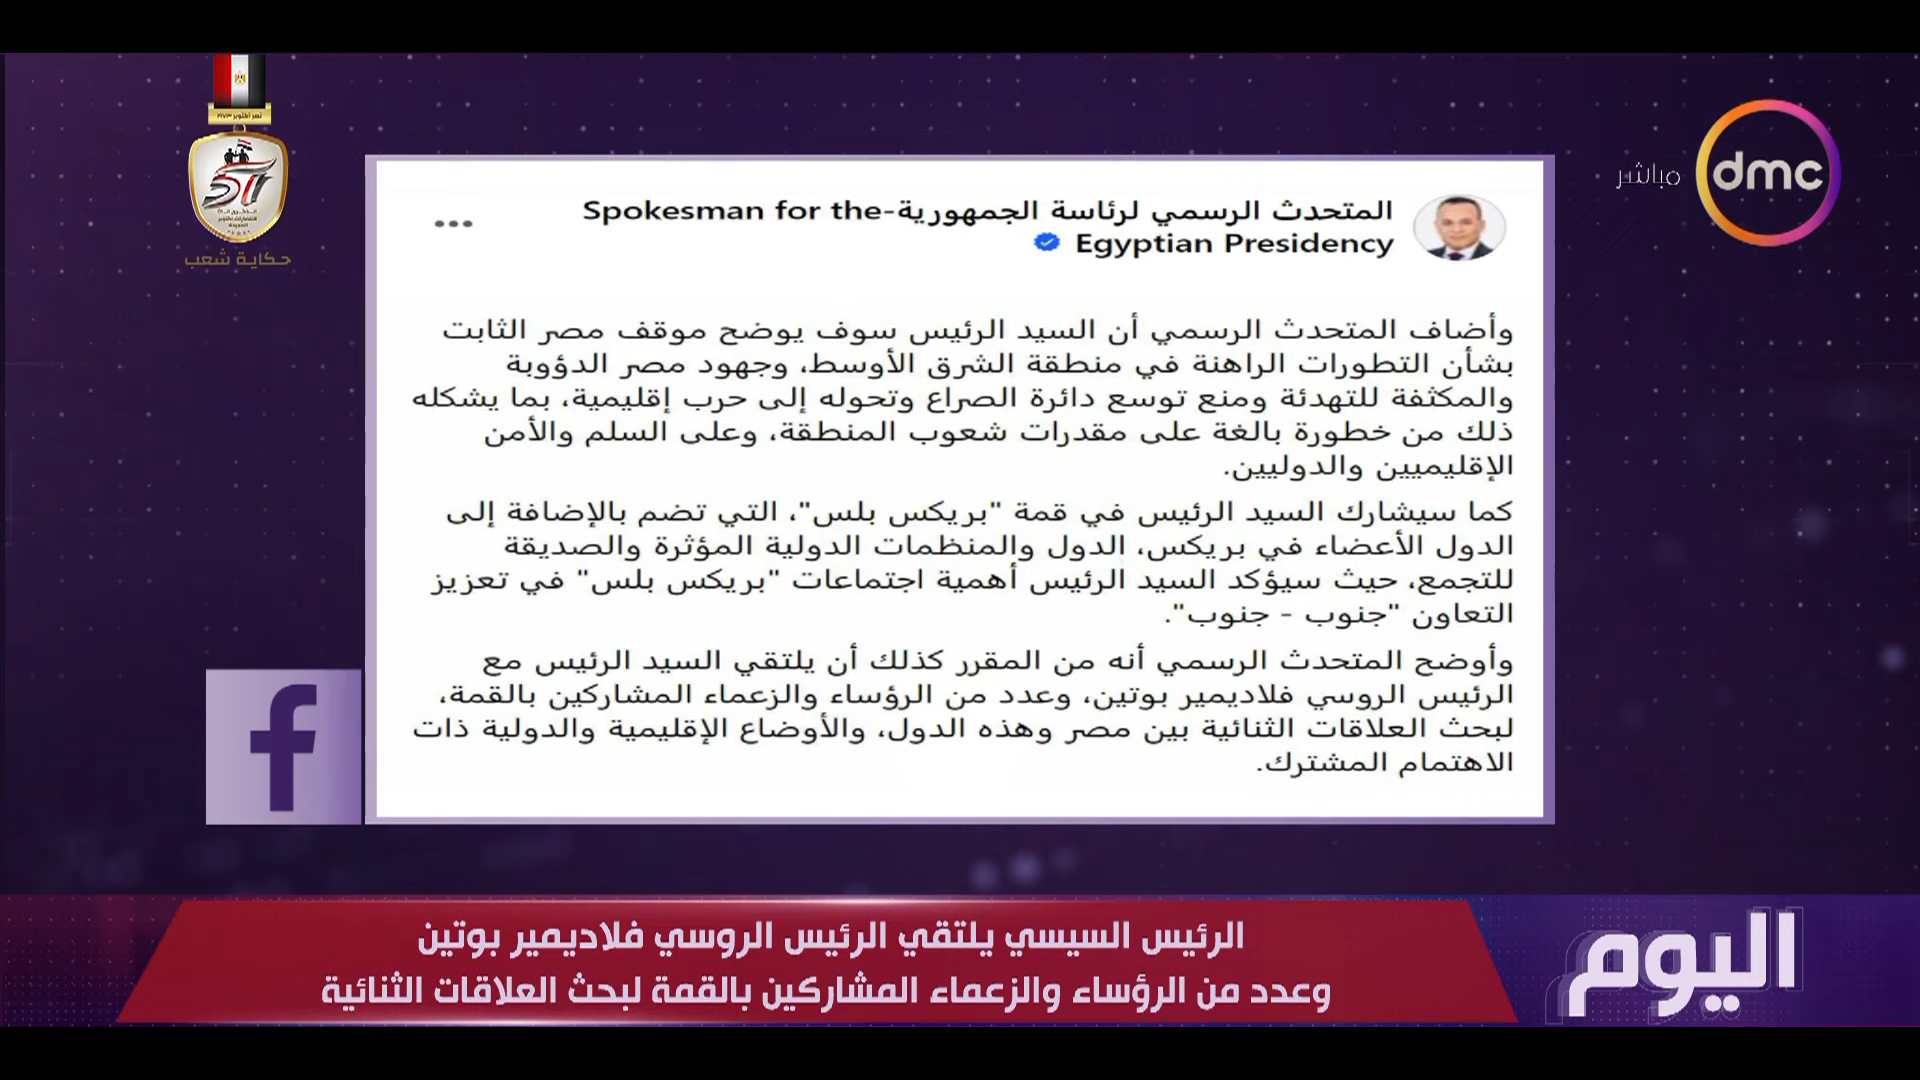 نصر أكتوبر ١٩٧٣
حكاية شعب
مباشر
dmc
المتحدث الرسمي لرئاسة الجمهورية-Spokesman for the
Egyptian Presidency
وأضاف المتحدث الرسمي أن السيد الرئيس سوف يوضح موقف مصر الثابت
بشأن التطورات الراهنة في منطقة الشرق الأوسط، وجهود مصر الدؤوبة
والمكثفة للتهدئة ومنع توسع دائرة الصراع وتحوله إلى حرب إقليمية، بما يشكله
ذلك من خطورة بالغة على مقدرات شعوب المنطقة، وعلى السلم والأمن
الإقليميين والدوليين.
كما سيشارك السيد الرئيس في قمة "بريكس بلس"، التي تضم بالإضافة إلى
الدول الأعضاء في بريكس، الدول والمنظمات الدولية المؤثرة والصديقة
للتجمع، حيث سيؤكد السيد الرئيس أهمية اجتماعات "بريكس بلس" في تعزيز
التعاون "جنوب - جنوب".
وأوضح المتحدث الرسمي أنه من المقرر كذلك أن يلتقي السيد الرئيس مع
الرئيس الروسي فلاديمير بوتين، وعدد من الرؤساء والزعماء المشاركين بالقمة،
لبحث العلاقات الثنائية بين مصر وهذه الدول، والأوضاع الإقليمية والدولية ذات
الاهتمام المشترك.
f
الرئيس السيسي يلتقي الرئيس الروسي فلاديمير بوتين
وعدد من الرؤساء والزعماء المشاركين بالقمة لبحث العلاقات الثنائية
اليوم